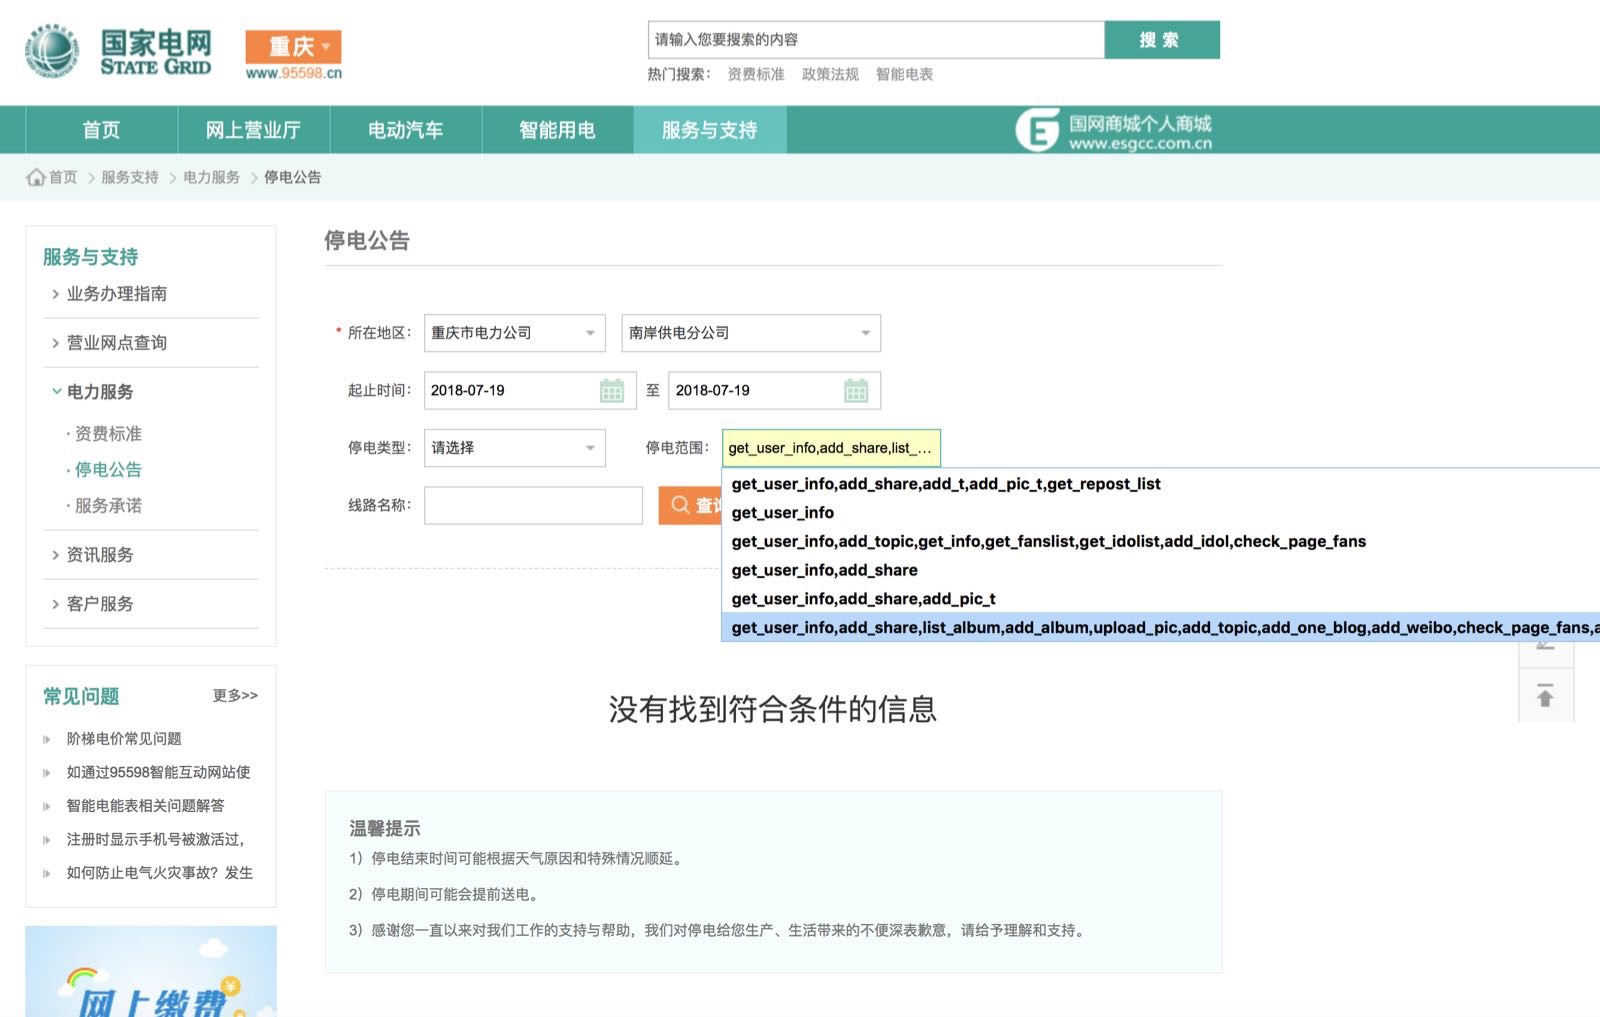 国家电网
STATE GRID
重庆
www.95598.cn
请输入您要搜索的内容
搜 索
热门搜索： 资费标准 政策法规 智能电表
首页 网上营业厅 电动汽车 智能用电 服务与支持
国网商城个人商城
www.esgcc.com.cn
首页 > 服务支持 > 电力服务 > 停电公告
服务与支持
业务办理指南
营业网点查询
电力服务
· 资费标准
· 停电公告
· 服务承诺
资讯服务
客户服务
常见问题 更多>>
阶梯电价常见问题
如通过95598智能互动网站使
智能电能表相关问题解答
注册时显示手机号被激活过，
如何防止电气火灾事故？发生
网上缴费
停电公告
* 所在地区： 重庆市电力公司 南岸供电分公司
起止时间： 2018-07-19 至 2018-07-19
停电类型： 请选择 停电范围： get_user_info,add_share,list_...
线路名称： 查询
get_user_info,add_share,add_t,add_pic_t,get_repost_list
get_user_info
get_user_info,add_topic,get_info,get_fanslist,get_idolist,add_idol,check_page_fans
get_user_info,add_share
get_user_info,add_share,add_pic_t
get_user_info,add_share,list_album,add_album,upload_pic,add_topic,add_one_blog,add_weibo,check_page_fans,a
没有找到符合条件的信息
温馨提示
1）停电结束时间可能根据天气原因和特殊情况顺延。
2）停电期间可能会提前送电。
3）感谢您一直以来对我们工作的支持与帮助，我们对停电给您生产、生活带来的不便深表歉意，请给予理解和支持。